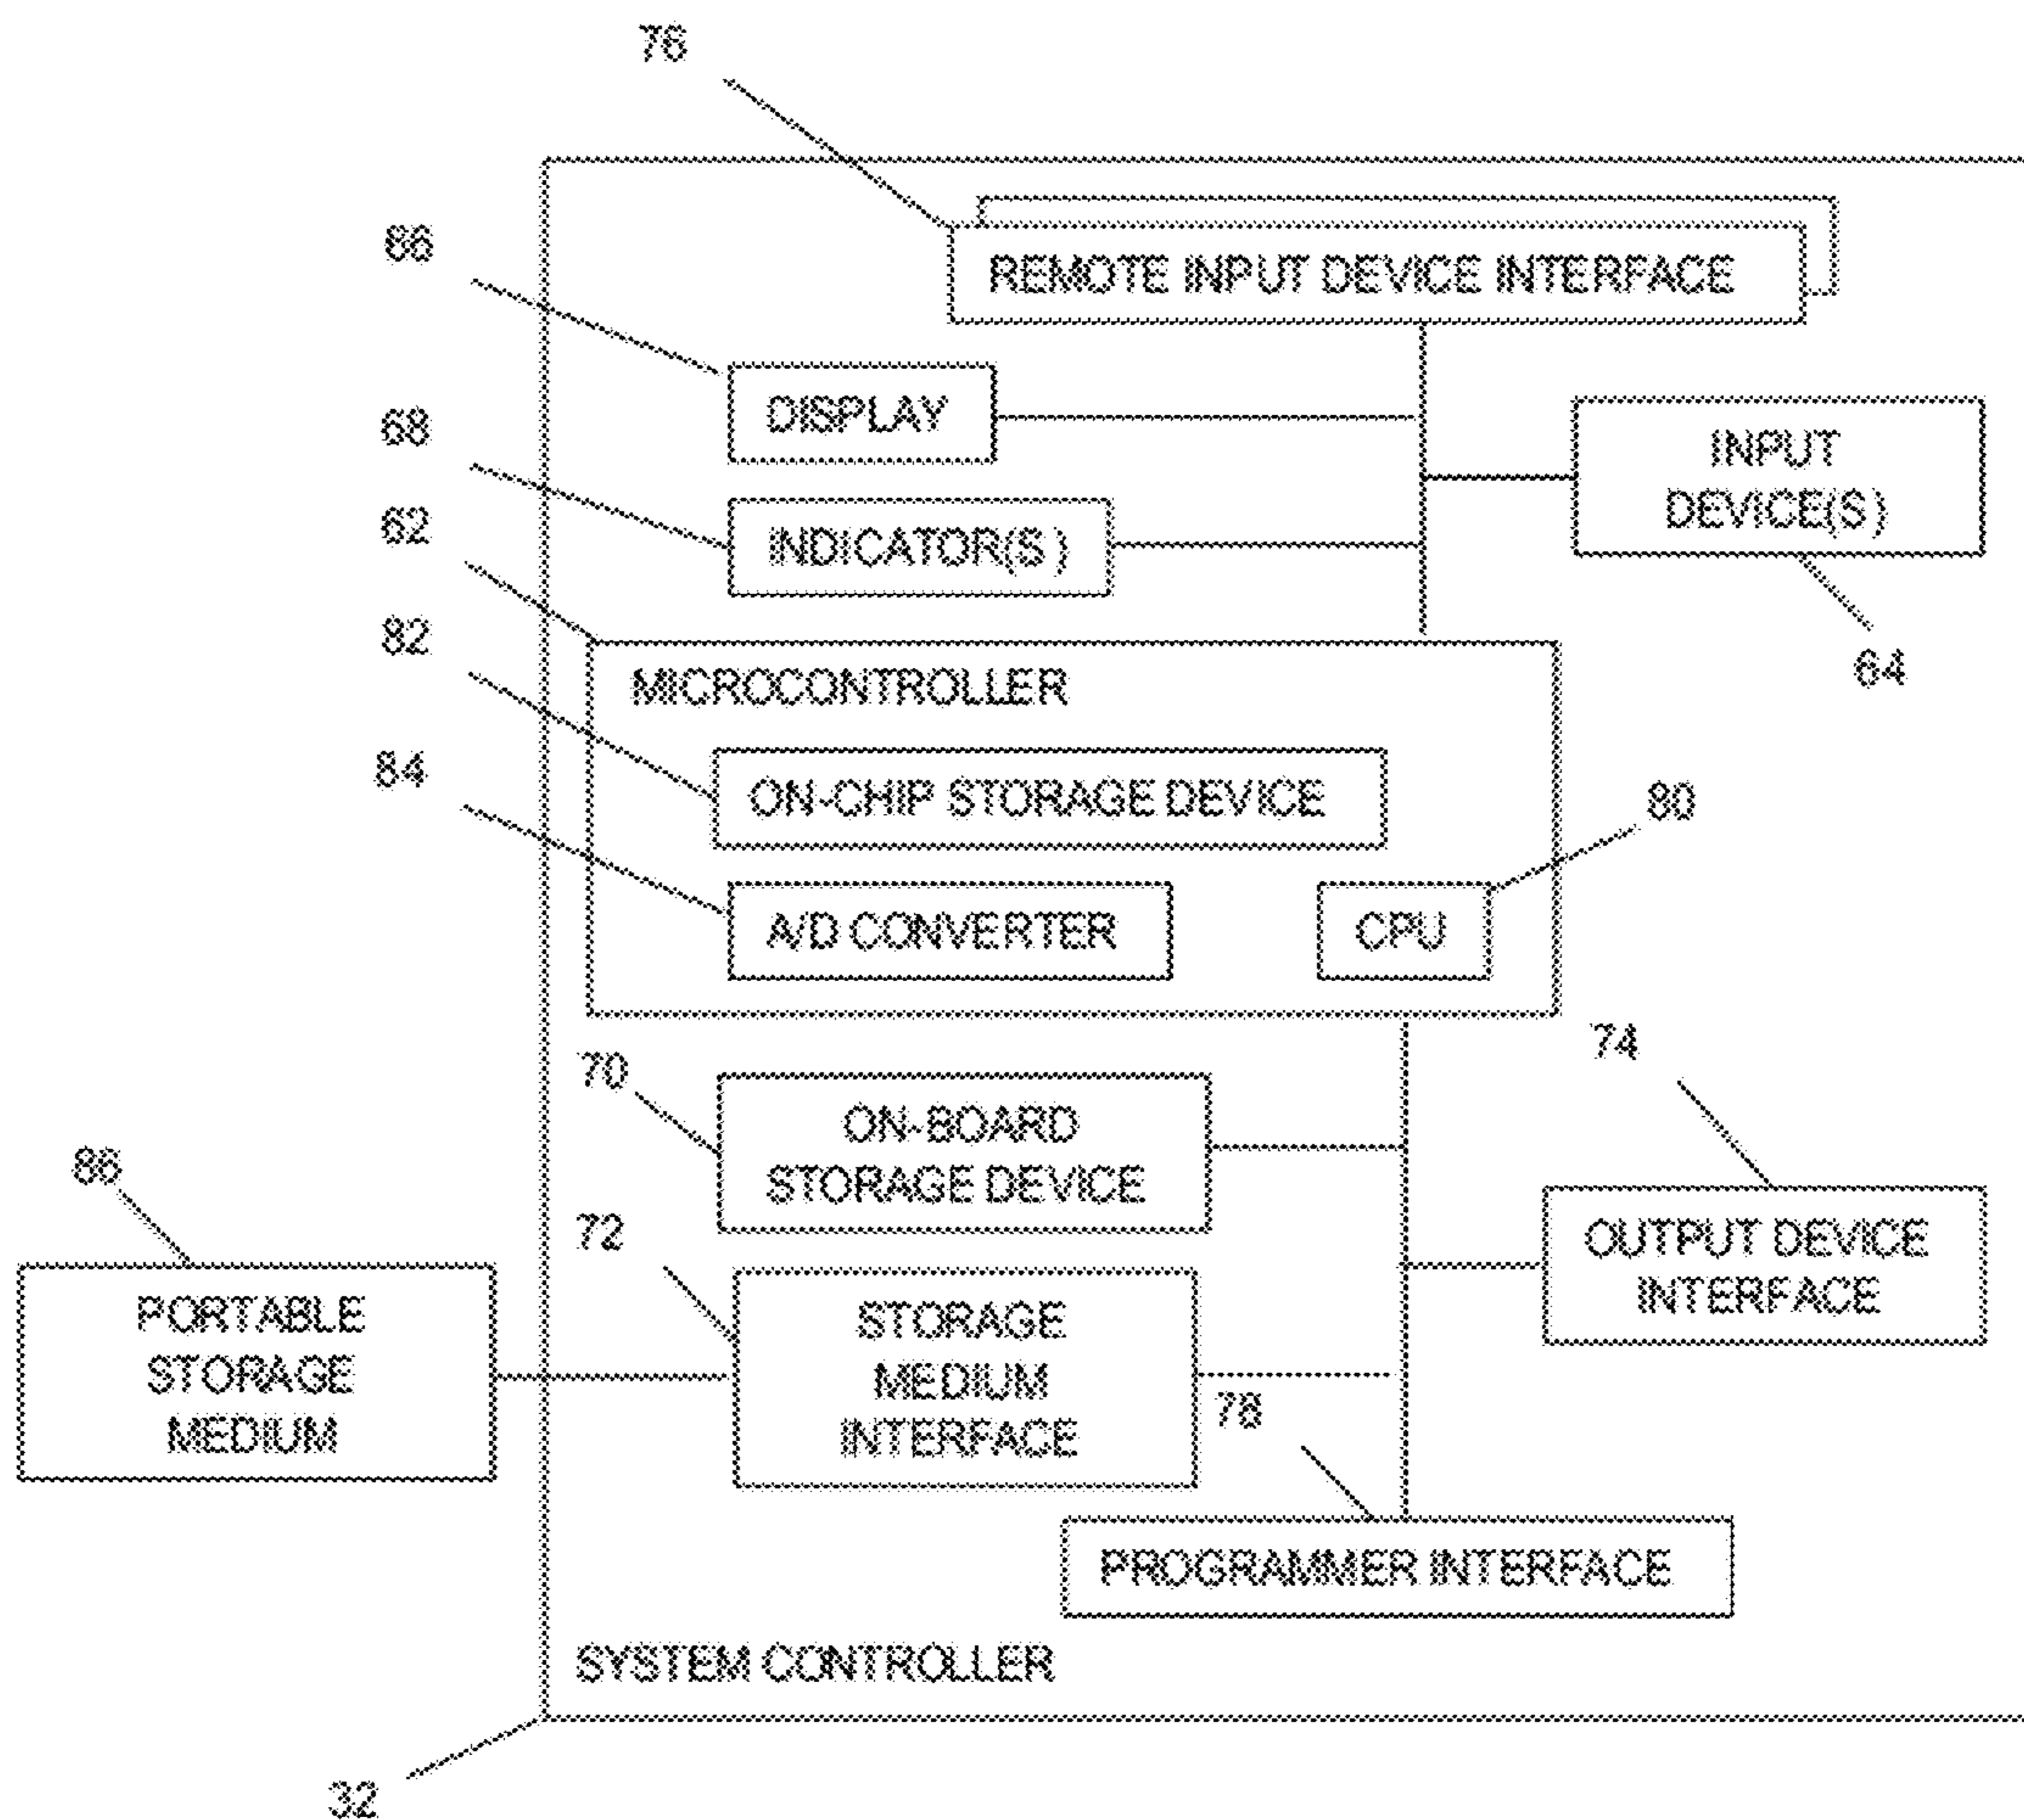 76
REMOTE INPUT DEVICE INTERFACE
66
DISPLAY
68
INPUT
DEVICE(S)
INDICATOR(S)
62
82
64
MICROCONTROLLER
84
ON-CHIP STORAGE DEVICE
80
A/D CONVERTER
CPU
74
70
ON-BOARD
STORAGE DEVICE
86
72
OUTPUT DEVICE
INTERFACE
PORTABLE
STORAGE
MEDIUM
STORAGE
MEDIUM
INTERFACE
78
PROGRAMMER INTERFACE
SYSTEM CONTROLLER
32